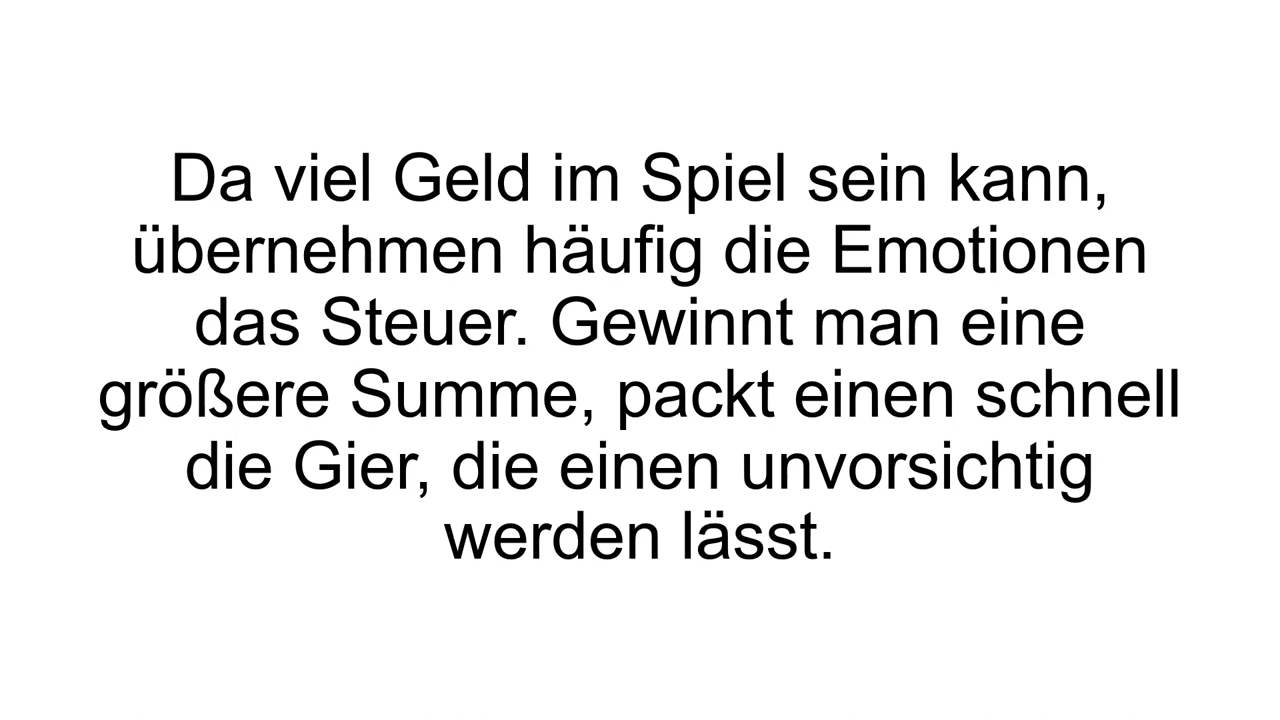 Da viel Geld im Spiel sein kann,
übernehmen häufig die Emotionen
das Steuer. Gewinnt man eine
größere Summe, packt einen schnell
die Gier, die einen unvorsichtig
werden lässt.